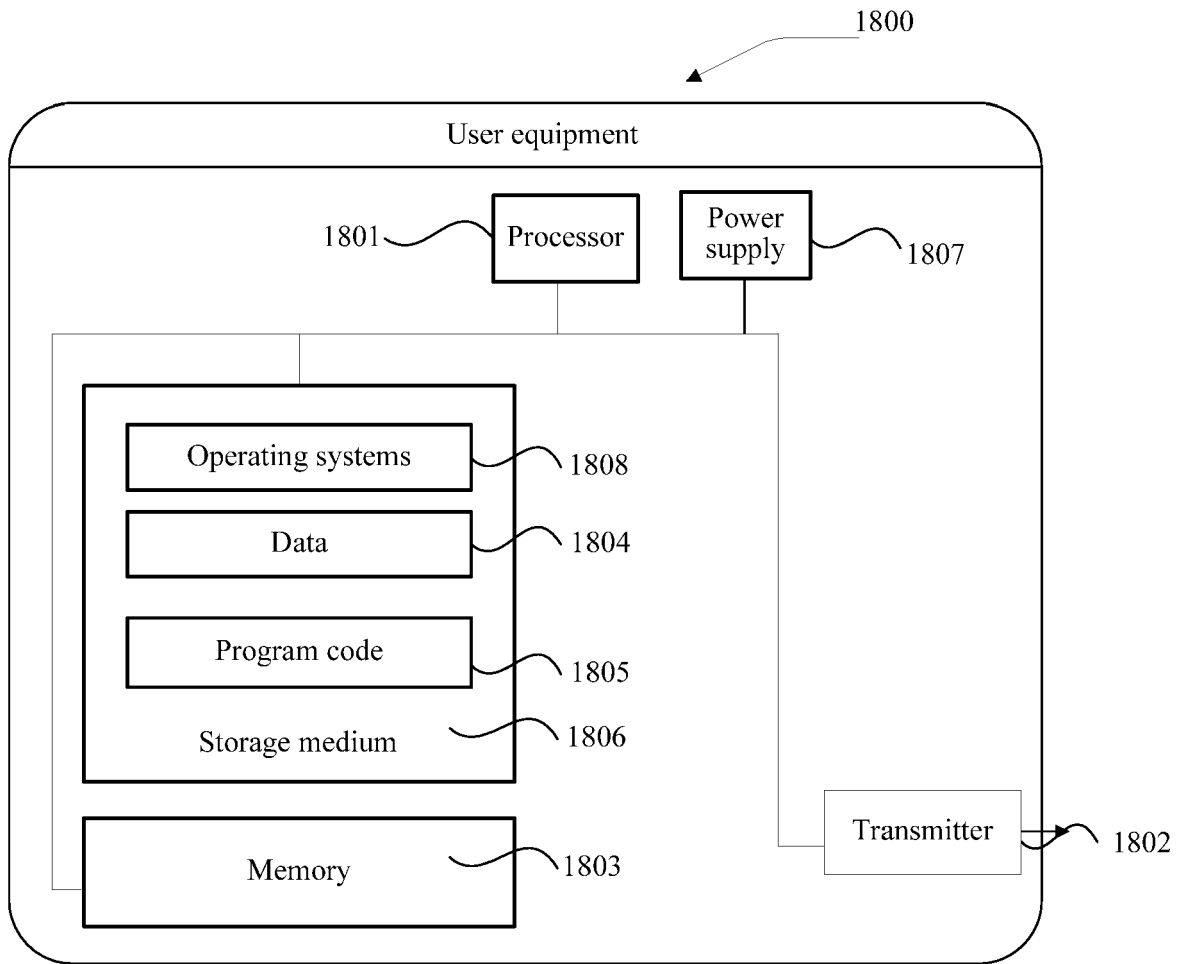 1800
User equipment
1801
Processor
Power
supply
1807
Operating systems
1808
Data
1804
Program code
1805
Storage medium
1806
Transmitter
1802
Memory
1803